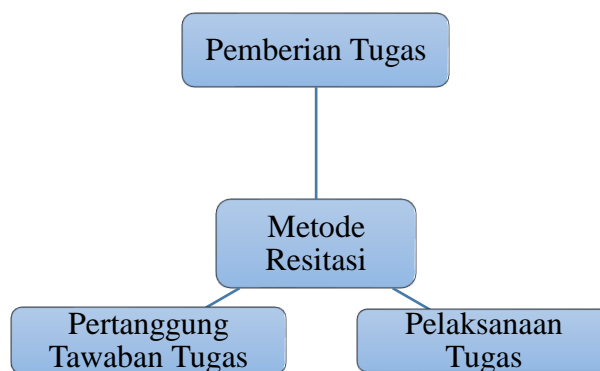 Pemberian Tugas
Metode
Resitasi
Pertanggung
Tawaban Tugas
Pelaksanaan
Tugas